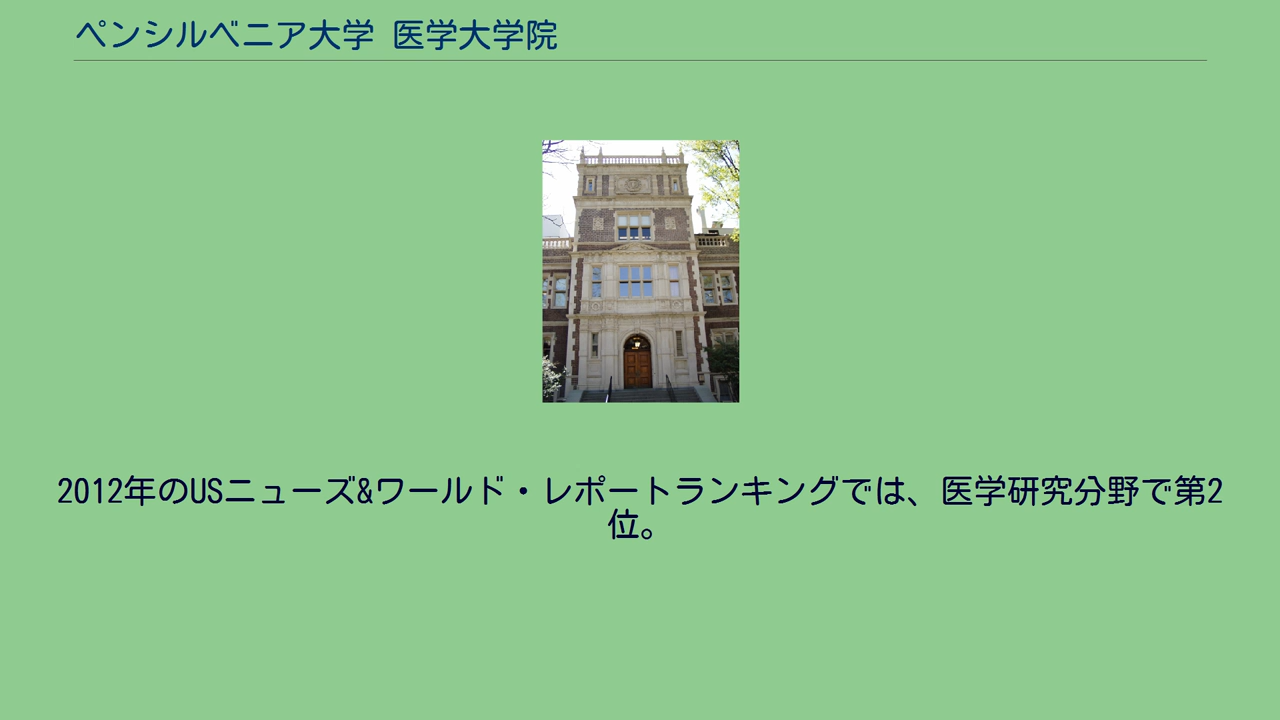 ペンシルベニア大学 医学大学院
2012年のUSニューズ&ワールド・レポートランキングでは、医学研究分野で第2
位。